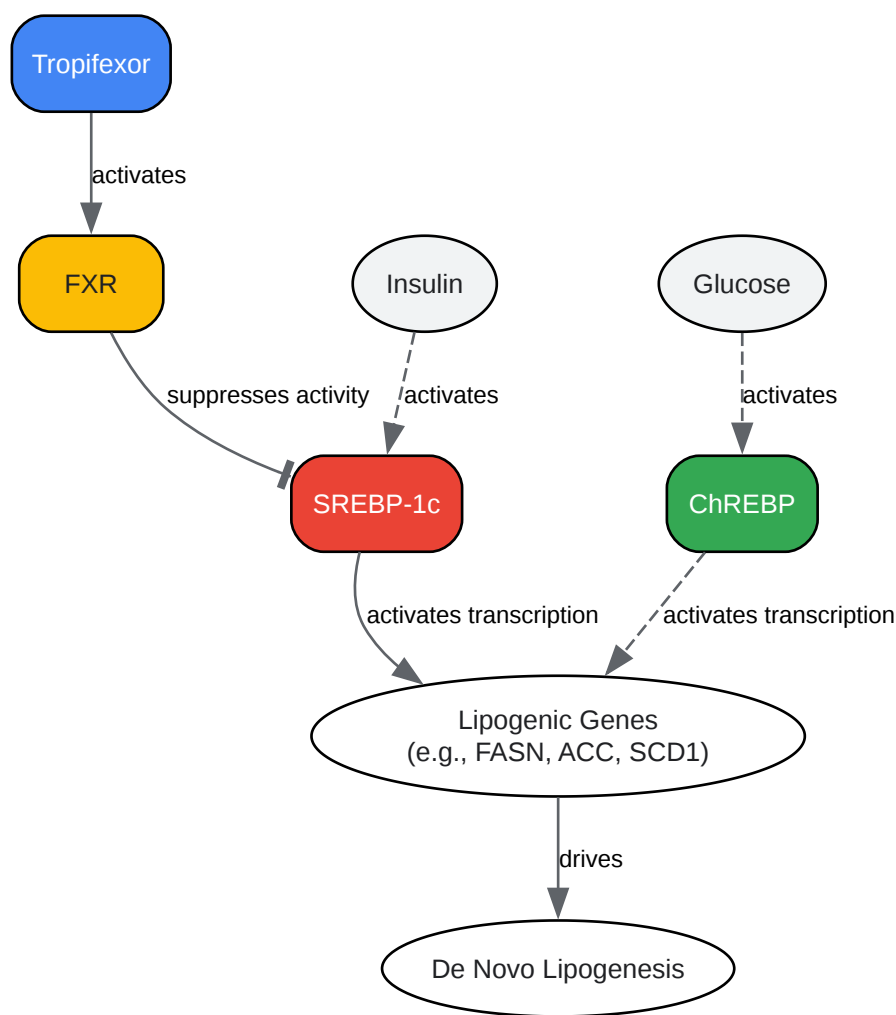 Tropifexor
activates
FXR
Insulin
Glucose
suppresses activity
activates
activates
SREBP-1c
ChREBP
activates transcription
activates transcription
Lipogenic Genes
(e.g., FASN, ACC, SCD1)
drives
De Novo Lipogenesis